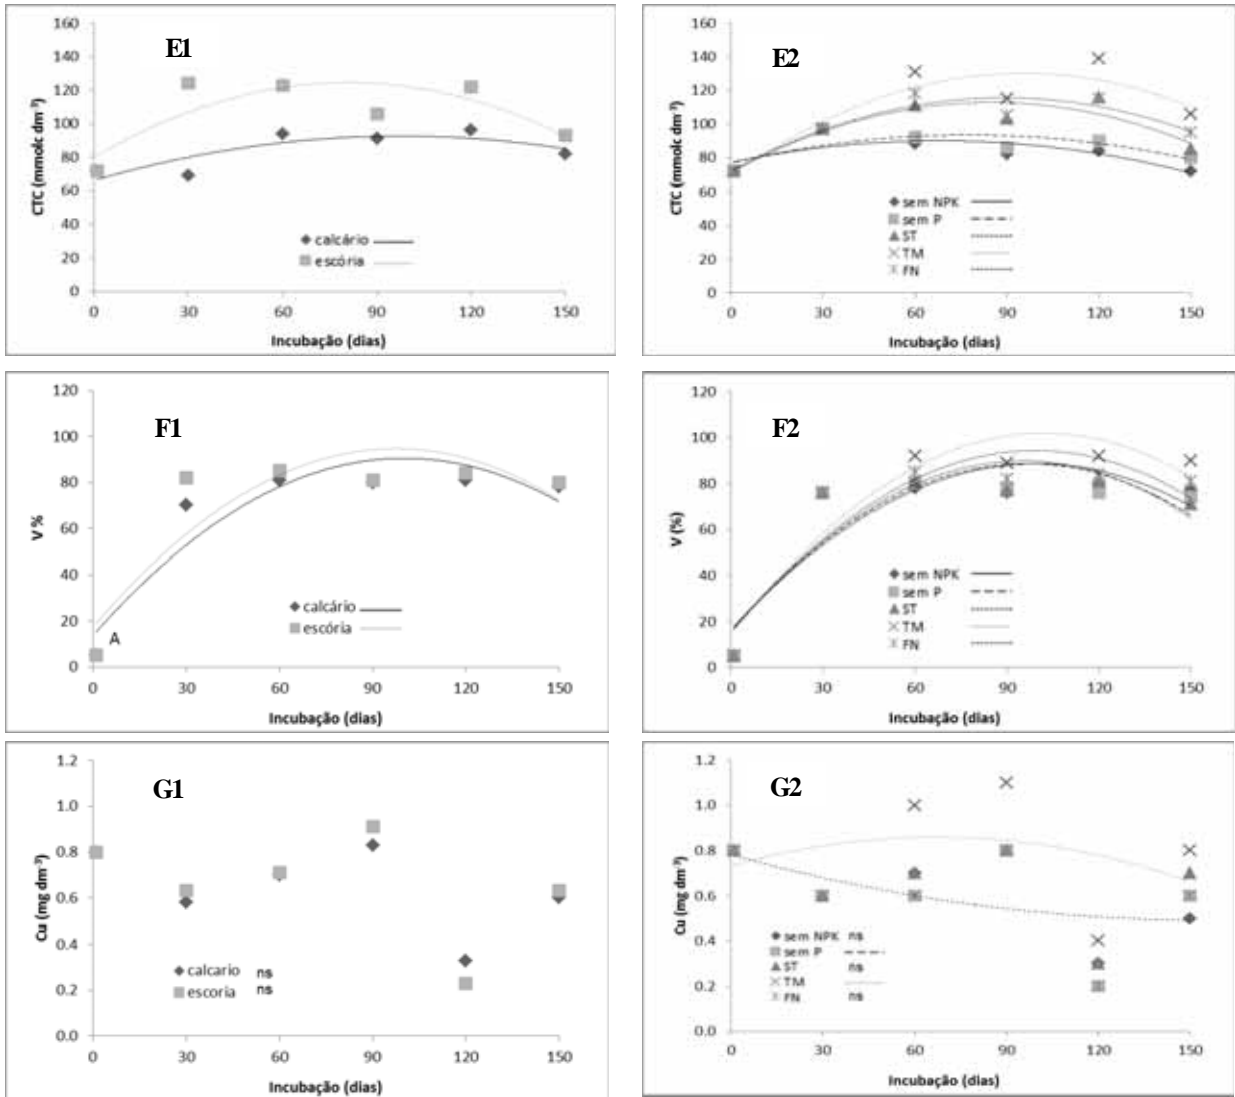 E1
CTC (mmolc dm⁻³)
160
140
120
100
80
60
40
20
0
calcário
escória
0 30 60 90 120 150
Incubação (dias)
E2
CTC (mmolc dm⁻³)
160
140
120
100
80
60
40
20
0
sem NPK
sem P
ST
TM
FN
0 30 60 90 120 150
Incubação (dias)
F1
V %
120
100
80
60
40
20
0
A
calcário
escória
0 30 60 90 120 150
Incubação (dias)
F2
V (%)
120
100
80
60
40
20
0
sem NPK
sem P
ST
TM
FN
0 30 60 90 120 150
Incubação (dias)
G1
Cu (mg dm⁻³)
1.2
1.0
0.8
0.6
0.4
0.2
0.0
calcario ns
escoria ns
0 30 60 90 120 150
Incubação (dias)
G2
Cu (mg dm⁻³)
1.2
1.0
0.8
0.6
0.4
0.2
0.0
sem NPK ns
sem P
ST ns
TM
FN ns
0 30 60 90 120 150
Incubação (dias)